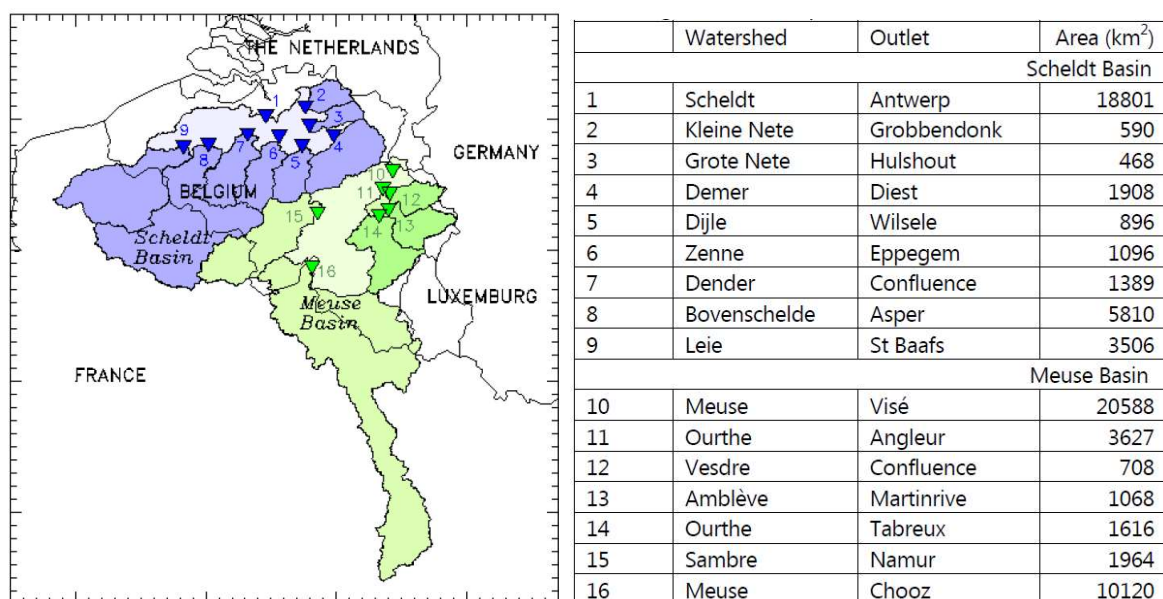 THE NETHERLANDS
1
2
3
9
8
7
6
5
4
GERMANY
10
BELGIUM
11
12
15
13
14
Scheldt
Basin
16
LUXEMBURG
Meuse
Basin
FRANCE
Watershed Outlet Area (km²)
Scheldt Basin
1 Scheldt Antwerp 18801
2 Kleine Nete Grobbendonk 590
3 Grote Nete Hulshout 468
4 Demer Diest 1908
5 Dijle Wilsele 896
6 Zenne Eppegem 1096
7 Dender Confluence 1389
8 Bovenschelde Asper 5810
9 Leie St Baafs 3506
Meuse Basin
10 Meuse Visé 20588
11 Ourthe Angleur 3627
12 Vesdre Confluence 708
13 Amblève Martinrive 1068
14 Ourthe Tabreux 1616
15 Sambre Namur 1964
16 Meuse Chooz 10120